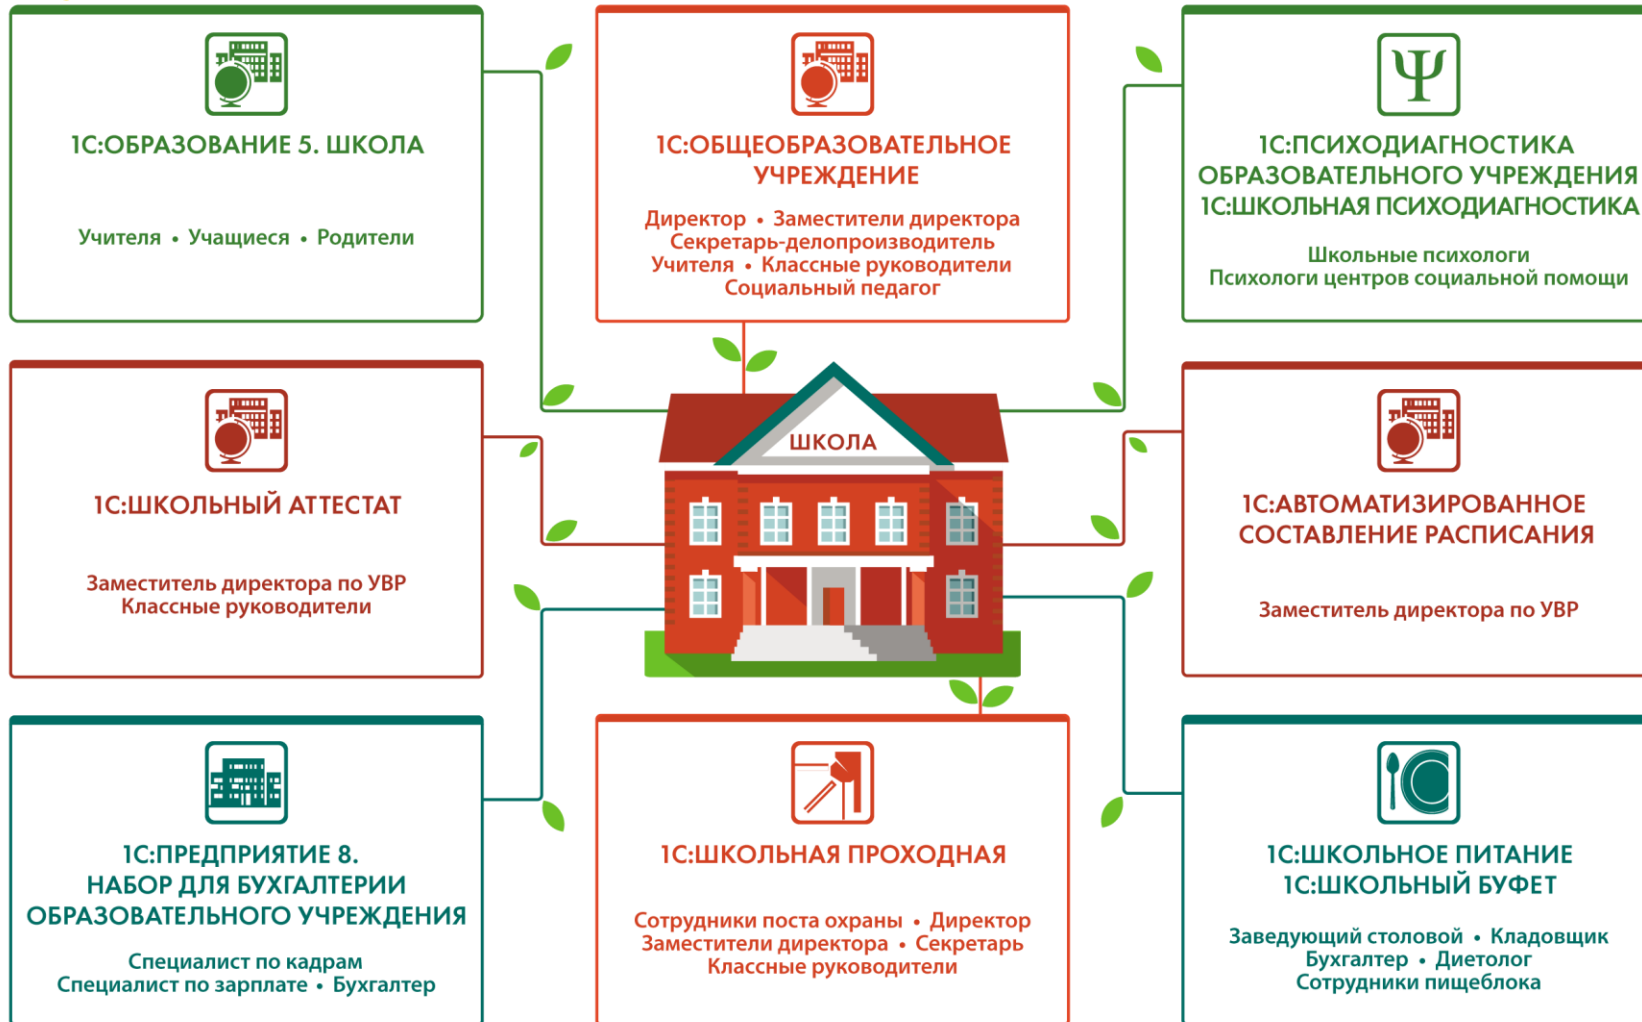 1С:ОБРАЗОВАНИЕ 5. ШКОЛА
Учителя • Учащиеся • Родители
1С:ОБЩЕОБРАЗОВАТЕЛЬНОЕ
УЧРЕЖДЕНИЕ
Директор • Заместители директора
Секретарь-делопроизводитель
Учителя • Классные руководители
Социальный педагог
Ψ
1С:ПСИХОДИАГНОСТИКА
ОБРАЗОВАТЕЛЬНОГО УЧРЕЖДЕНИЯ
1С:ШКОЛЬНАЯ ПСИХОДИАГНОСТИКА
Школьные психологи
Психологи центров социальной помощи
1С:ШКОЛЬНЫЙ АТТЕСТАТ
Заместитель директора по УВР
Классные руководители
ШКОЛА
1С:АВТОМАТИЗИРОВАННОЕ
СОСТАВЛЕНИЕ РАСПИСАНИЯ
Заместитель директора по УВР
1С:ПРЕДПРИЯТИЕ 8.
НАБОР ДЛЯ БУХГАЛТЕРИИ
ОБРАЗОВАТЕЛЬНОГО УЧРЕЖДЕНИЯ
Специалист по кадрам
Специалист по зарплате • Бухгалтер
1С:ШКОЛЬНАЯ ПРОХОДНАЯ
Сотрудники поста охраны • Директор
Заместители директора • Секретарь
Классные руководители
1С:ШКОЛЬНОЕ ПИТАНИЕ
1С:ШКОЛЬНЫЙ БУФЕТ
Заведующий столовой • Кладовщик
Бухгалтер • Диетолог
Сотрудники пищеблока